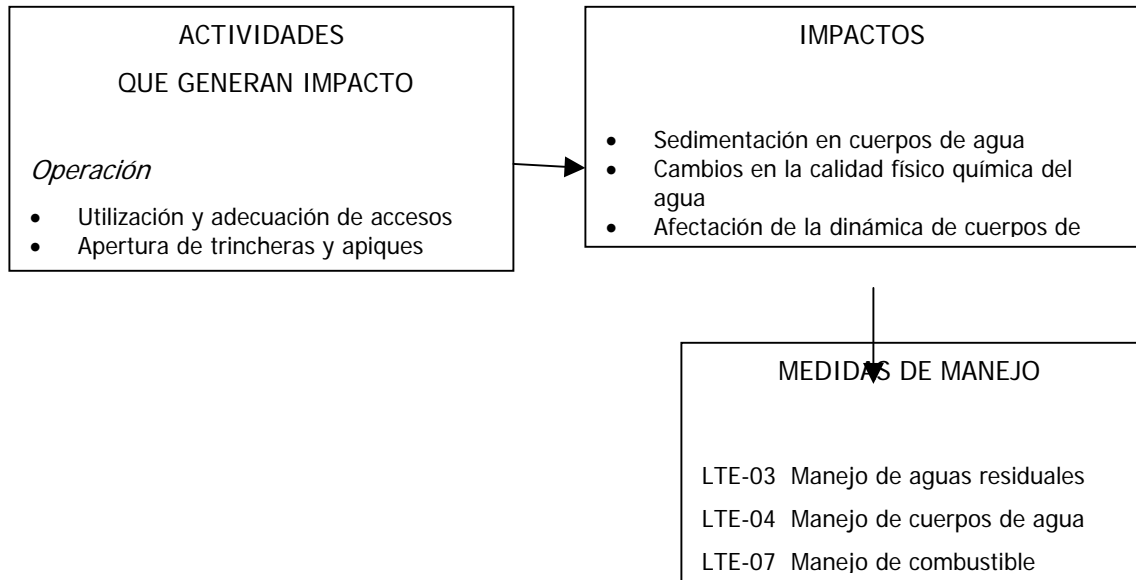 ACTIVIDADES
QUE GENERAN IMPACTO
Operación
• Utilización y adecuación de accesos
• Apertura de trincheras y apiques
IMPACTOS
• Sedimentación en cuerpos de agua
• Cambios en la calidad físico química del
agua
• Afectación de la dinámica de cuerpos de
MEDIDAS DE MANEJO
LTE-03 Manejo de aguas residuales
LTE-04 Manejo de cuerpos de agua
LTE-07 Manejo de combustible